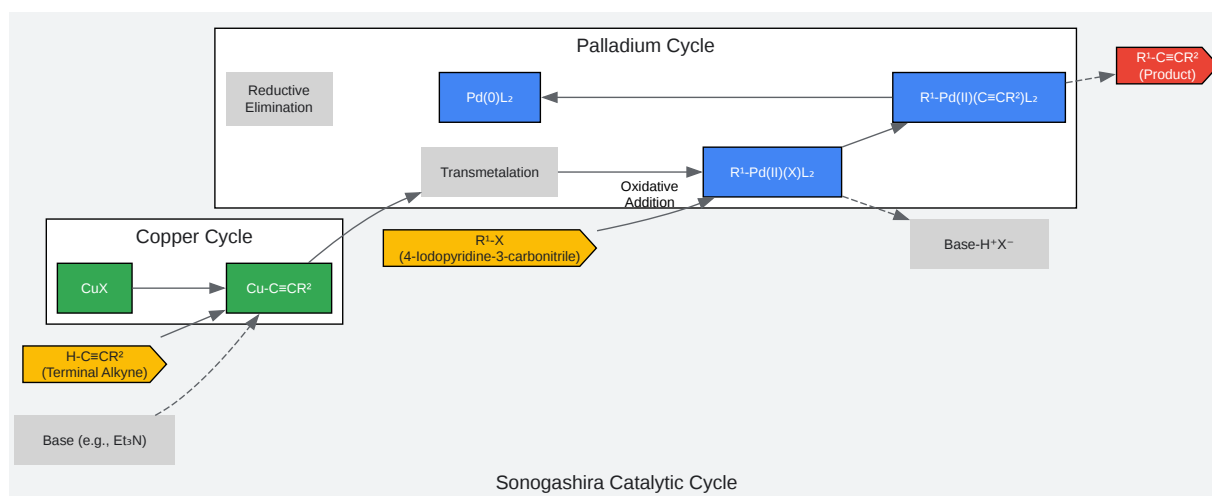 Palladium Cycle
Reductive
Elimination
Pd(0)L₂
R¹-Pd(II)(C≡CR²)L₂
R¹-C≡CR²
(Product)
Transmetalation
R¹-Pd(II)(X)L₂
Oxidative
Addition
Copper Cycle
R¹-X
(4-Iodopyridine-3-carbonitrile)
Base-H⁺X⁻
CuX
Cu-C≡CR²
H-C≡CR²
(Terminal Alkyne)
Base (e.g., Et₃N)
Sonogashira Catalytic Cycle